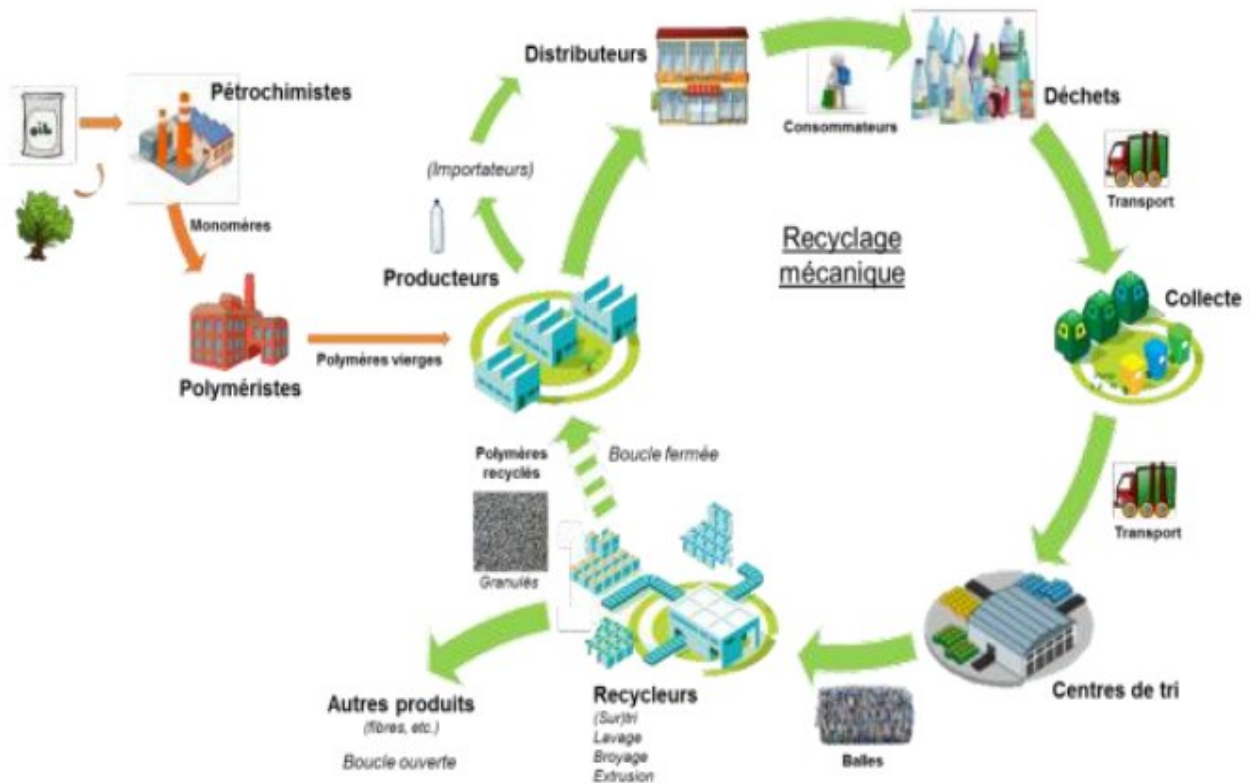 Pétrochimistes
oil
Monomères
Polyméristes
Polymères vierges
Distributeurs
(Importateurs)
Producteurs
Consommateurs
Déchets
Transport
Recyclage
mécanique
Collecte
Transport
Centres de tri
Balles
Recycleurs
(Sur)tri
Lavage
Broyage
Extrusion
Polymères
recyclés
Boucle fermée
Granulés
Autres produits
(fibres, etc.)
Boucle ouverte